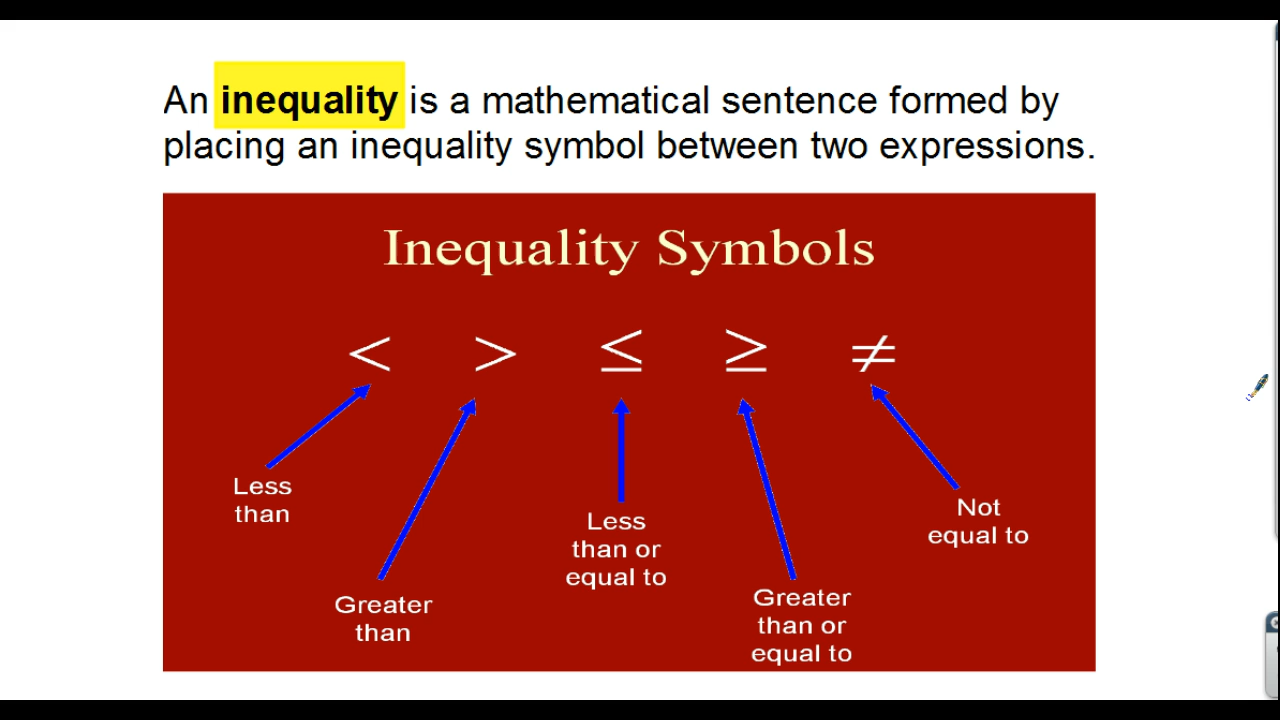 An inequality is a mathematical sentence formed by
placing an inequality symbol between two expressions.
Inequality Symbols
< > ≤ ≥ ≠
Less
than
Greater
than
Less
than or
equal to
Greater
than or
equal to
Not
equal to